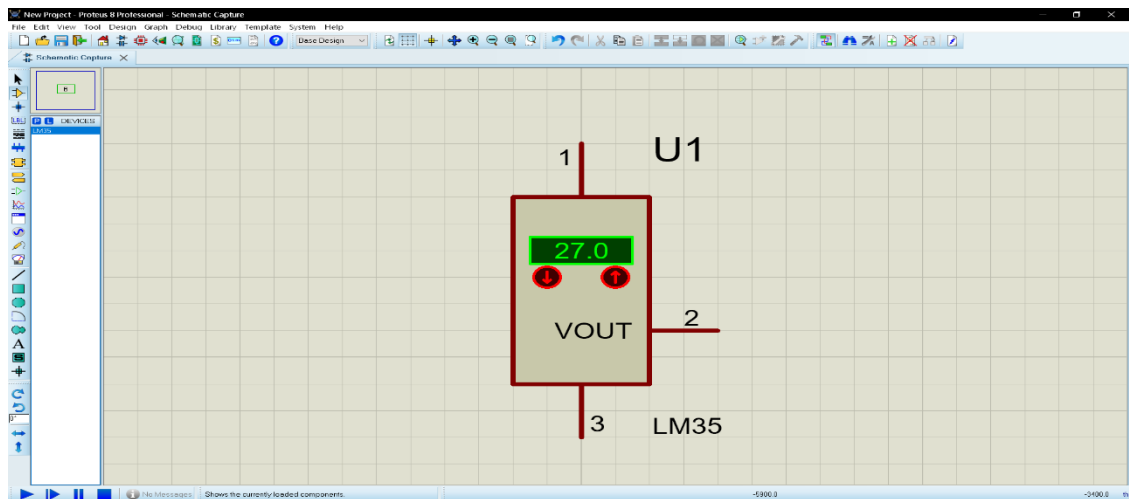 New Project - Proteus 8 Professional - Schematic Capture
File Edit View Tool Design Graph Debug Library Template System Help
Base Design
Schematic Capture
P L DEVICES
LM35
U1
1
27.0
VOUT
2
3
LM35
A
S
0°
No Messages
Shows the currently loaded components.
-5900.0
-3400.0
th